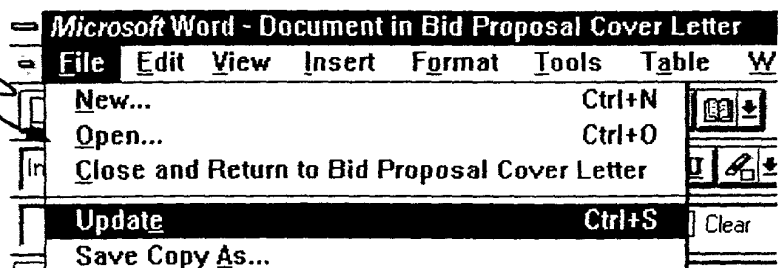 Microsoft Word - Document in Bid Proposal Cover Letter
File Edit View Insert Format Tools Table W
New... Ctrl+N
Open... Ctrl+O
Close and Return to Bid Proposal Cover Letter
In U
Update Ctrl+S
Clear
Save Copy As...